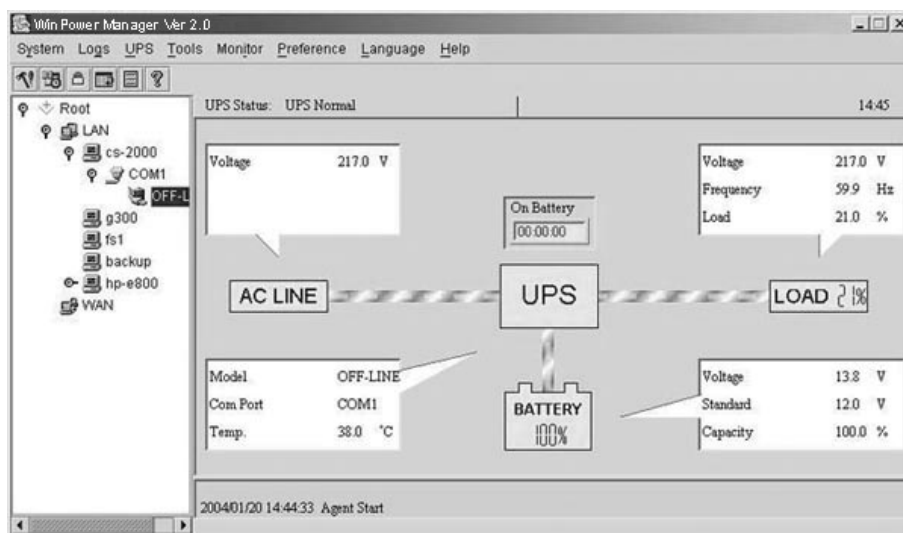 Win Power Manager Ver 2.0
System Logs UPS Tools Monitor Preference Language Help
Root
LAN
cs-2000
COM1
OFF-L
g300
fs1
backup
hp-e800
WAN
UPS Status: UPS Normal 14:45
Voltage 217.0 V
Voltage 217.0 V
Frequency 59.9 Hz
Load 21.0 %
On Battery
00:00:00
AC LINE
UPS
LOAD 21%
Model OFF-LINE
Com Port COM1
Temp. 38.0 °C
BATTERY
100%
Voltage 13.8 V
Standard 12.0 V
Capacity 100.0 %
2004/01/20 14:44:33 Agent Start